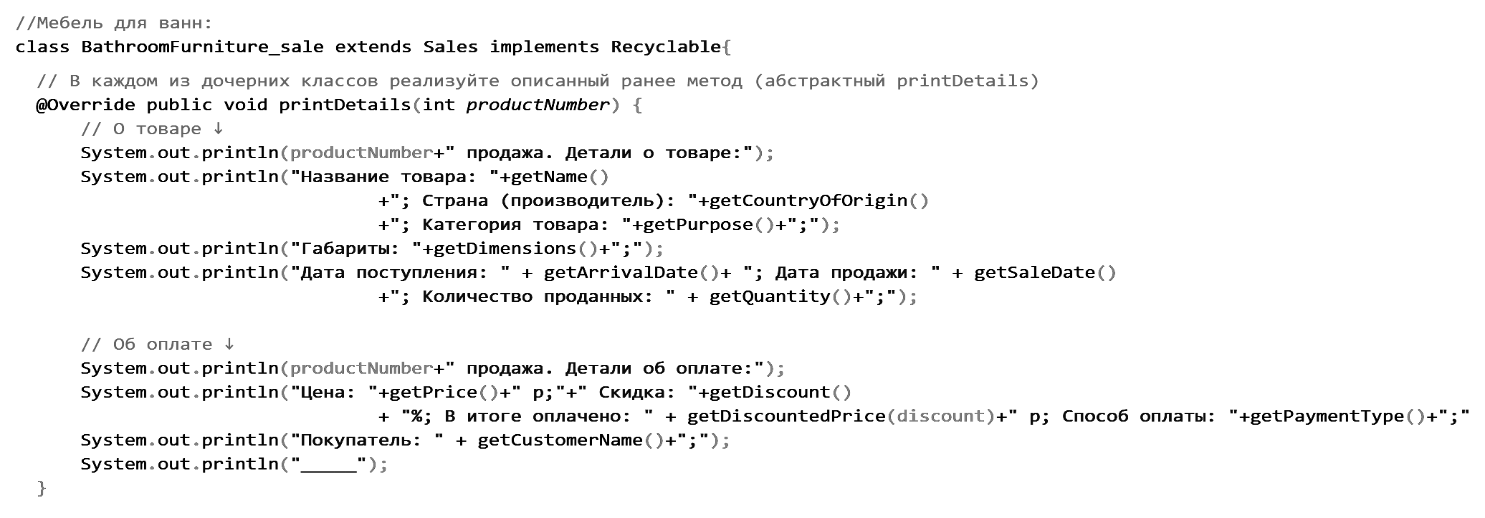 //Мебель для ванн:
class BathroomFurniture_sale extends Sales implements Recyclable{
// В каждом из дочерних классов реализуйте описанный ранее метод (абстрактный printDetails)
@Override public void printDetails(int productNumber) {
// О товаре ↓
System.out.println(productNumber+" продажа. Детали о товаре:");
System.out.println("Название товара: "+getName()
+"; Страна (производитель): "+getCountryOfOrigin()
+"; Категория товара: "+getPurpose()+";");
System.out.println("Габариты: "+getDimensions()+";");
System.out.println("Дата поступления: " + getArrivalDate()+ "; Дата продажи: " + getSaleDate()
+"; Количество проданных: " + getQuantity()+";");
// Об оплате ↓
System.out.println(productNumber+" продажа. Детали об оплате:");
System.out.println("Цена: "+getPrice()+" р;"+" Скидка: "+getDiscount()
+ "%; В итоге оплачено: " + getDiscountedPrice(discount)+" р; Способ оплаты: "+getPaymentType()+";"
System.out.println("Покупатель: " + getCustomerName()+";");
System.out.println("_____");
}